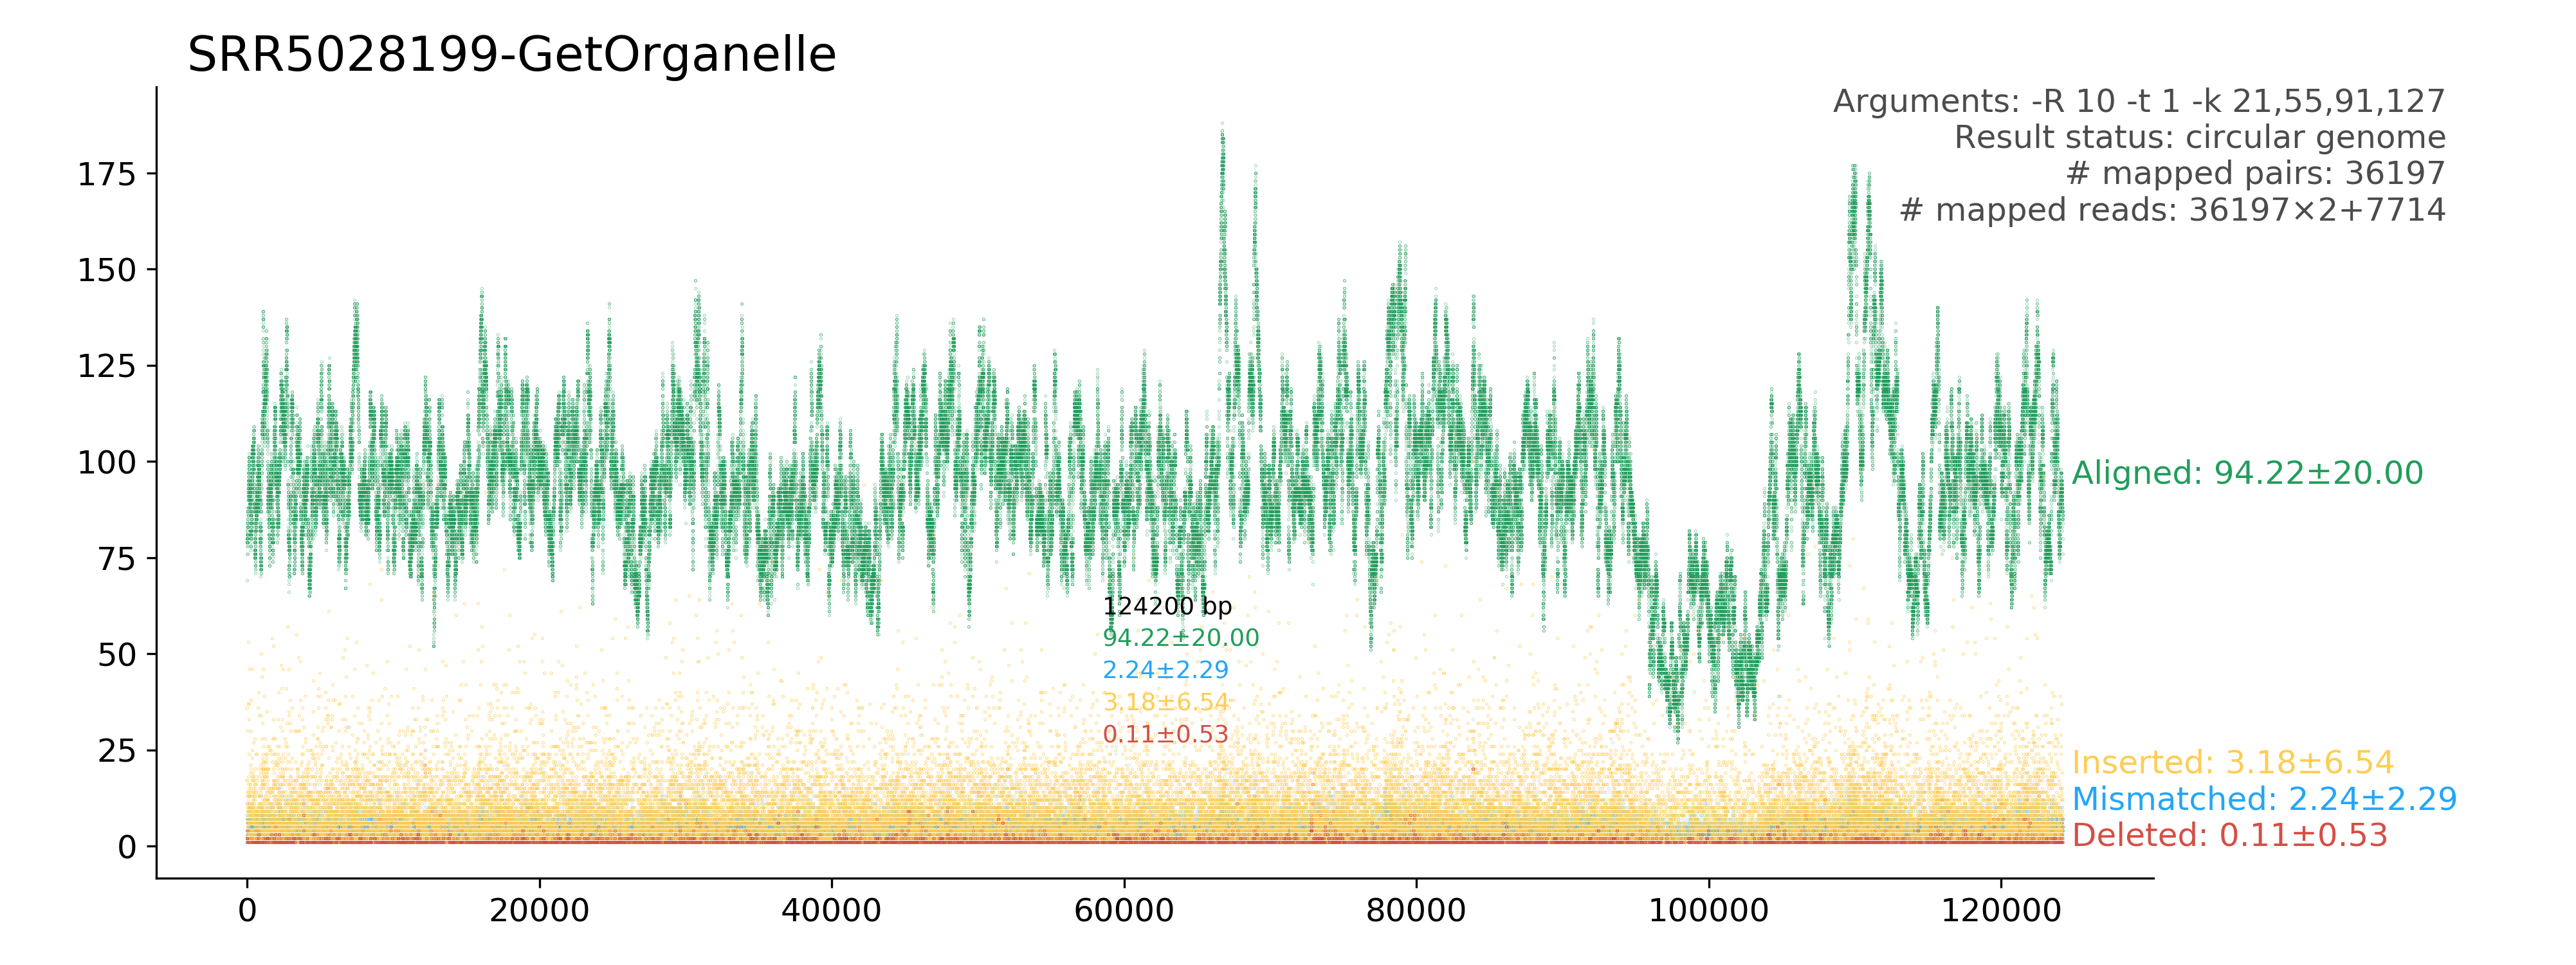 SRR5028199-GetOrganelle
Arguments: -R 10 -t 1 -k 21,55,91,127
Result status: circular genome
# mapped pairs: 36197
# mapped reads: 36197×2+7714
175
150
125
100
75
50
25
0
124200 bp
94.22±20.00
2.24±2.29
3.18±6.54
0.11±0.53
Aligned: 94.22±20.00
Inserted: 3.18±6.54
Mismatched: 2.24±2.29
Deleted: 0.11±0.53
0 20000 40000 60000 80000 100000 120000